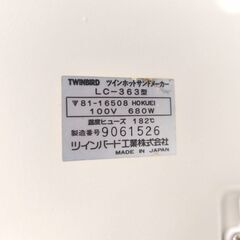 TWINBIRD ツインホットサンドメーカー
LC-363型
〒81-16508 HOKUEI
100V 680W
温度ヒューズ 182℃
製造番号 9061526
ツインバード工業株式会社
MADE IN JAPAN